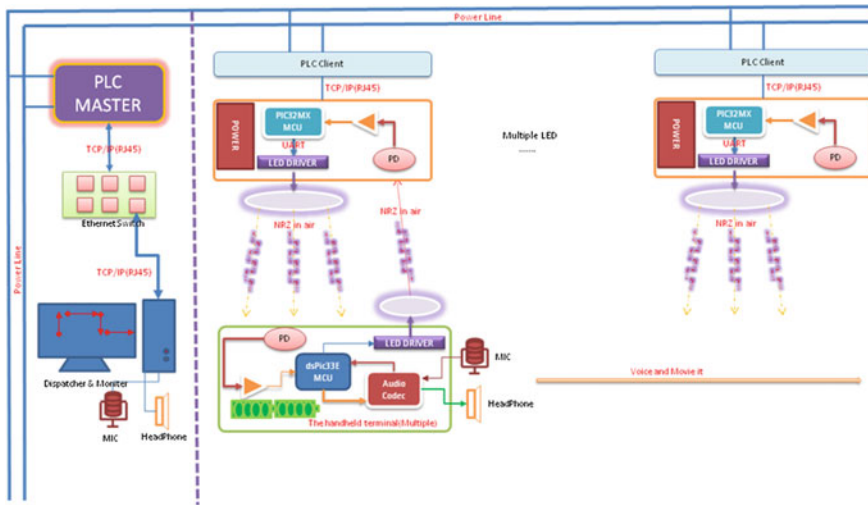 Power Line
PLC
MASTER
TCP/IP(RJ45)
Ethernet Switch
TCP/IP(RJ45)
Power Line
Dispatcher & Moniter
MIC
HeadPhone
PLC Client
TCP/IP(RJ45)
POWER
PIC32MX
MCU
UART
LED DRIVER
PD
NRZ in air
NRZ in air
Multiple LED
......
PD
dsPic33E
MCU
LED DRIVER
Audio
Codec
MIC
HeadPhone
The handheld terminal(Multiple)
PLC Client
TCP/IP(RJ45)
POWER
PIC32MX
MCU
UART
LED DRIVER
PD
NRZ in air
Voice and Movie it